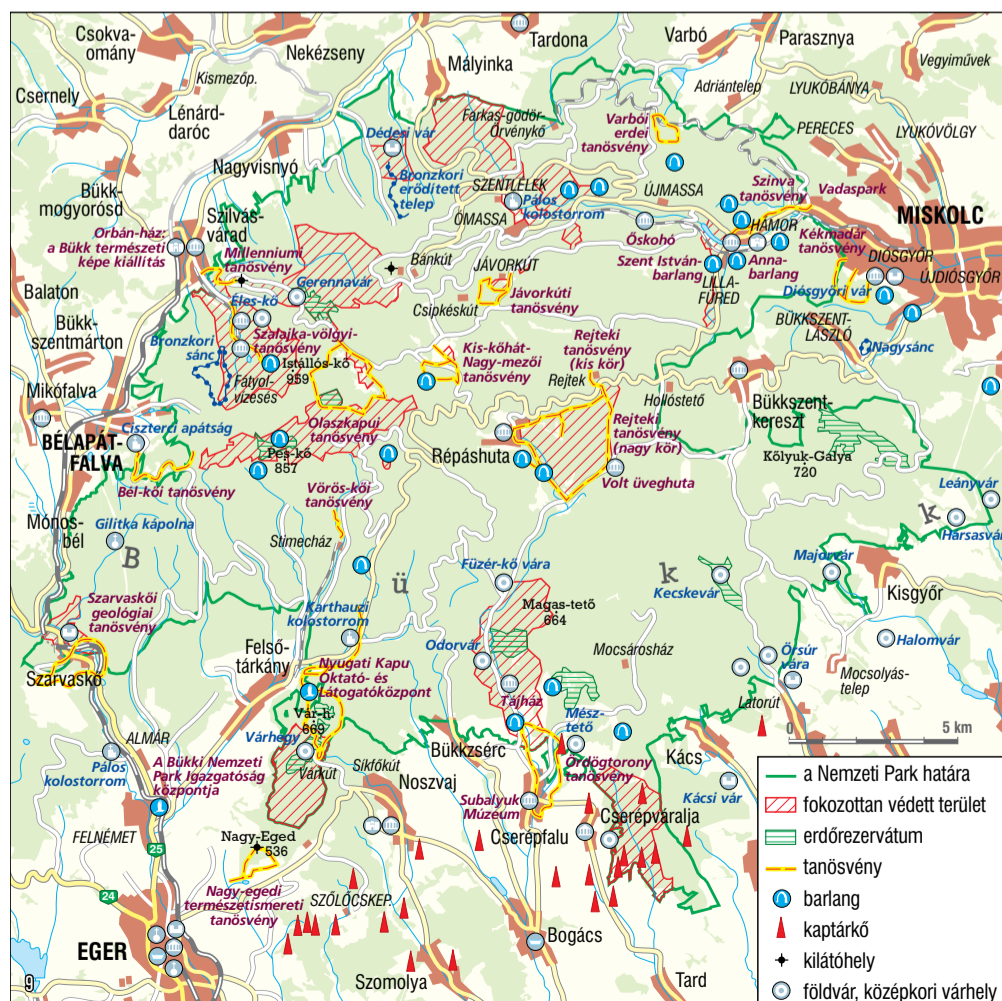 Csokva-
omány
Nekézseny
Tardona
Varbó
Parasznya
Mályinka
Kismezőp.
Vegyiművek
Csernely
Adriántelep
LYUKÓBÁNYA
Lénárd-
daróc
Farkas-gödör-
Örvénykő
Varbói
erdei
tanösvény
PERECES
LYUKÓVÖLGY
Dédesi vár
Nagyvisnyó
Bronzkori
erődített
telep
SZENTLÉLEK
ÚJMASSA
Szinva
tanösvény
Vadaspark
Bükk-
mogyorósd
Pálos
kolostorrom
ÓMASSA
MISKOLC
Szilvás-
várad
HÁMOR
Orbán-ház:
a Bükk természeti
képe kiállítás
Őskohó
Kékmadár
tanösvény
Millenniumi
tanösvény
Bánkút
JÁVORKÚT
Szent István-
barlang
Anna-
barlang
DIÓSGYŐR
ÚJDIÓSGYŐR
Balaton
Gerennavár
LILLA-
FÜRED
Diósgyőri vár
Csipkéskút
Jávorkúti
tanösvény
Éles-kő
Bükk-
szentmárton
BÜKKSZENT-
LÁSZLÓ
Bronzkori
sánc
Szalajka-völgyi-
tanösvény
Kis-kőhát-
Nagy-mezői
tanösvény
Rejteki
tanösvény
(kis kör)
Nagysánc
Istállós-kő
959
Mikófalva
Fátyol-
vízesés
Rejtek
Hollóstető
Bükkszent-
kereszt
Olaszkapui
tanösvény
Rejteki
tanösvény
(nagy kör)
Ciszterci apátság
BÉLAPÁT-
FALVA
Répáshuta
Pes-kő
857
Kőlyuk-Galya
720
Volt üveghuta
Bél-kői tanösvény
Vörös-kői
tanösvény
Leányvár
Mónos-
bél
Gilitka kápolna
Harsasvár
Stimecház
B
ü
k
k
Füzér-kő vára
Majorvár
Kecskevár
Kisgyőr
Szarvaskői
geológiai
tanösvény
Karthauzi
kolostorrom
Magas-tető
664
Halomvár
Felső-
tárkány
Odorvár
Mocsárosház
Örsúr
vára
Mocsolyás-
telep
Szarvaskő
Nyugati Kapu
Oktató- és
Látogatóközpont
Latorút
Tájház
Vár-h.
669
Mész-
tető
0 5 km
ALMÁR
Várhegy
Bükkzsérc
Kács
Pálos
kolostorrom
A Bükki Nemzeti
Park Igazgatóság
központja
Várkút
Síkfőkút
Ördögtorony
tanösvény
Noszvaj
Kácsi vár
Subalyuk
Múzeum
Cserépváralja
FELNÉMET
Cserépfalu
Nagy-Eged
536
25
24
Nagy-egedi
természetismereti
tanösvény
SZŐLŐCSKEP.
EGER
Bogács
Szomolya
Tard
9
a Nemzeti Park határa
fokozottan védett terület
erdőrezervátum
tanösvény
barlang
kaptárkő
kilátóhely
földvár, középkori várhely